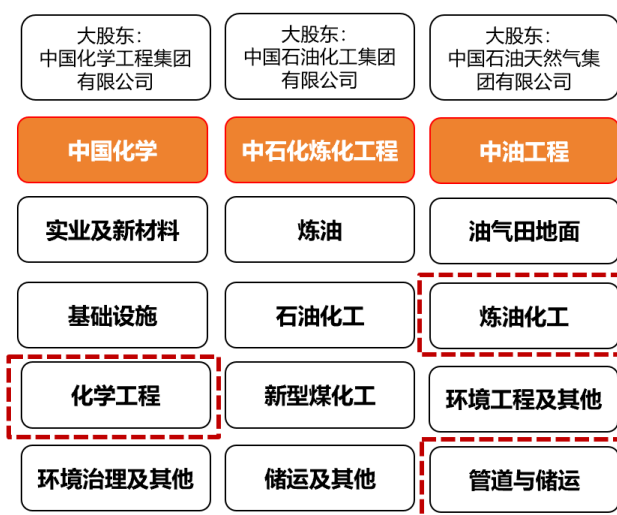 大股东：
中国化学工程集团
有限公司
大股东：
中国石油化工集团
有限公司
大股东：
中国石油天然气集
团有限公司
中国化学
中石化炼化工程
中油工程
实业及新材料
炼油
油气田地面
基础设施
石油化工
炼油化工
化学工程
新型煤化工
环境工程及其他
环境治理及其他
储运及其他
管道与储运